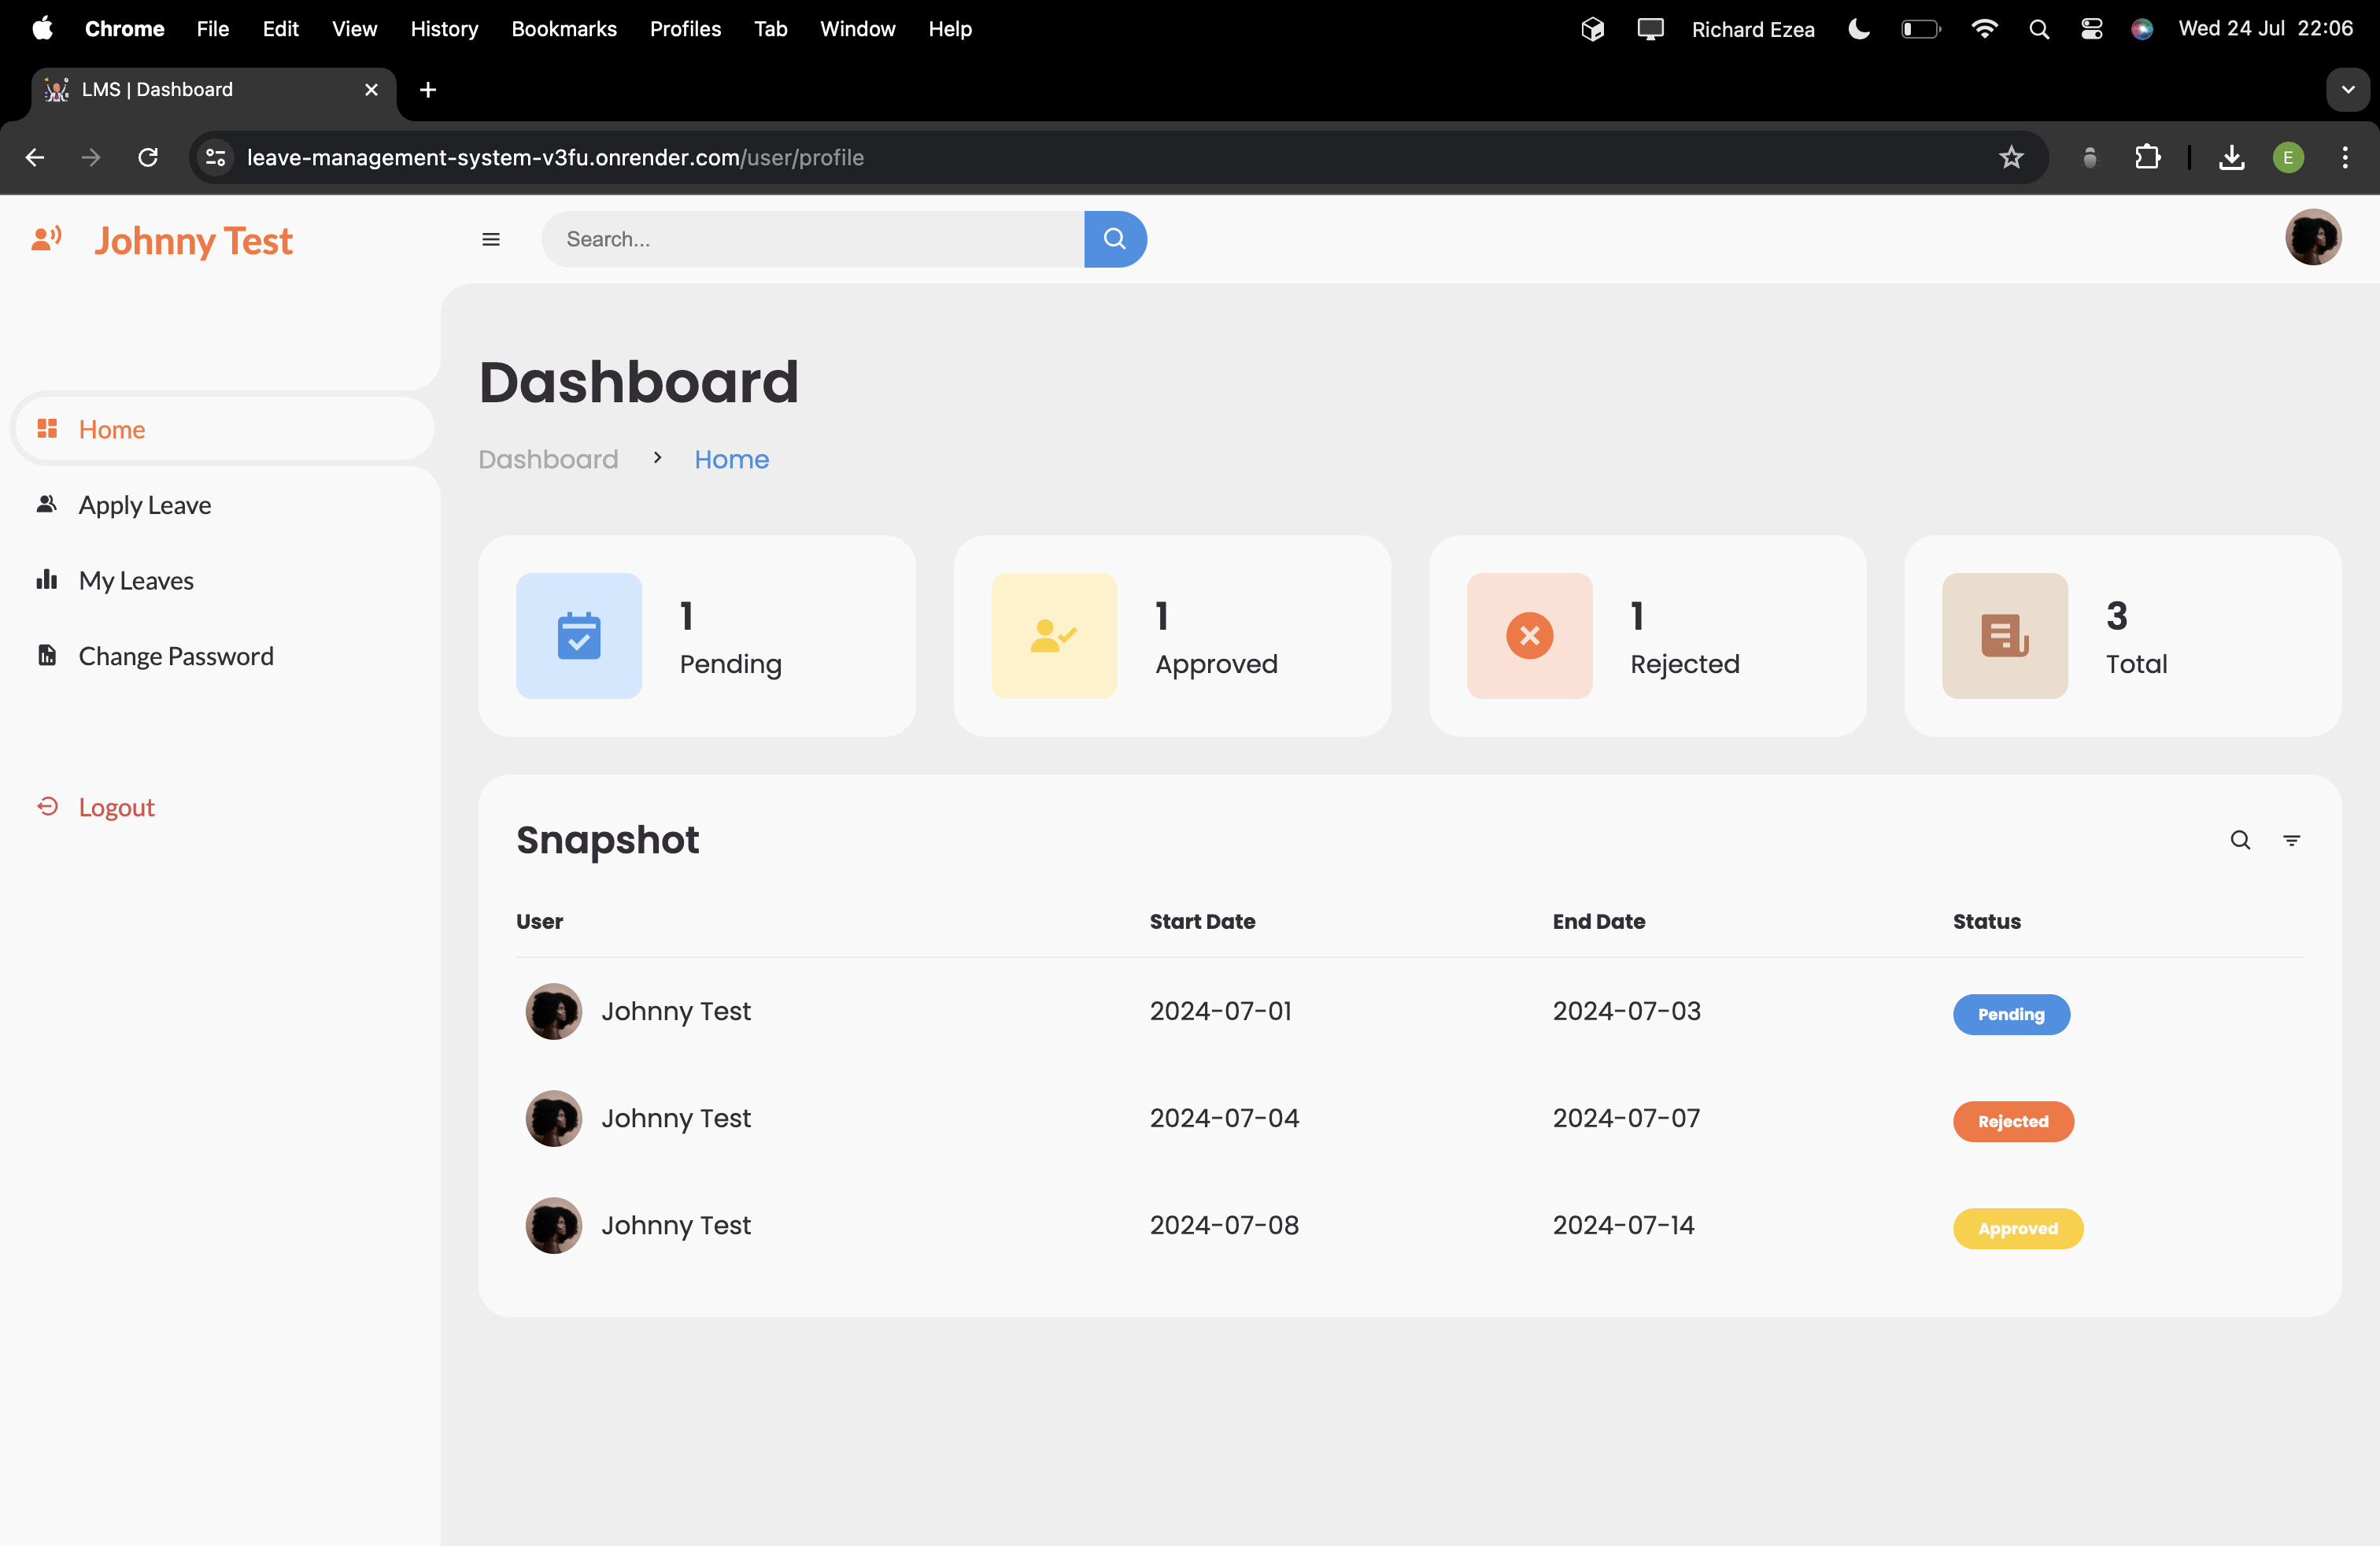 Chrome File Edit View History Bookmarks Profiles Tab Window Help Richard Ezea Wed 24 Jul 22:06
LMS | Dashboard
leave-management-system-v3fu.onrender.com/user/profile E
Johnny Test
Search...
Home
Apply Leave
My Leaves
Change Password
Logout
Dashboard
Dashboard > Home
1
Pending
1
Approved
1
Rejected
3
Total
Snapshot
User Start Date End Date Status
Johnny Test 2024-07-01 2024-07-03 Pending
Johnny Test 2024-07-04 2024-07-07 Rejected
Johnny Test 2024-07-08 2024-07-14 Approved